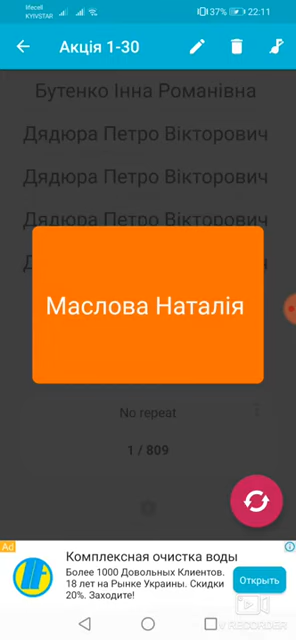 lifecell
KYIVSTAR
37%
22:11
Акція 1-30
Бутенко Інна Романівна
Дядюра Петро Вікторович
Дядюра Петро Вікторович
Дядюра Петро Вікторович
Маслова Наталія
No repeat
1 / 809
Ad
Комплексная очистка воды
Более 1000 Довольных Клиентов.
18 лет на Рынке Украины. Скидки
20%. Заходите!
Открыть
RECORDER